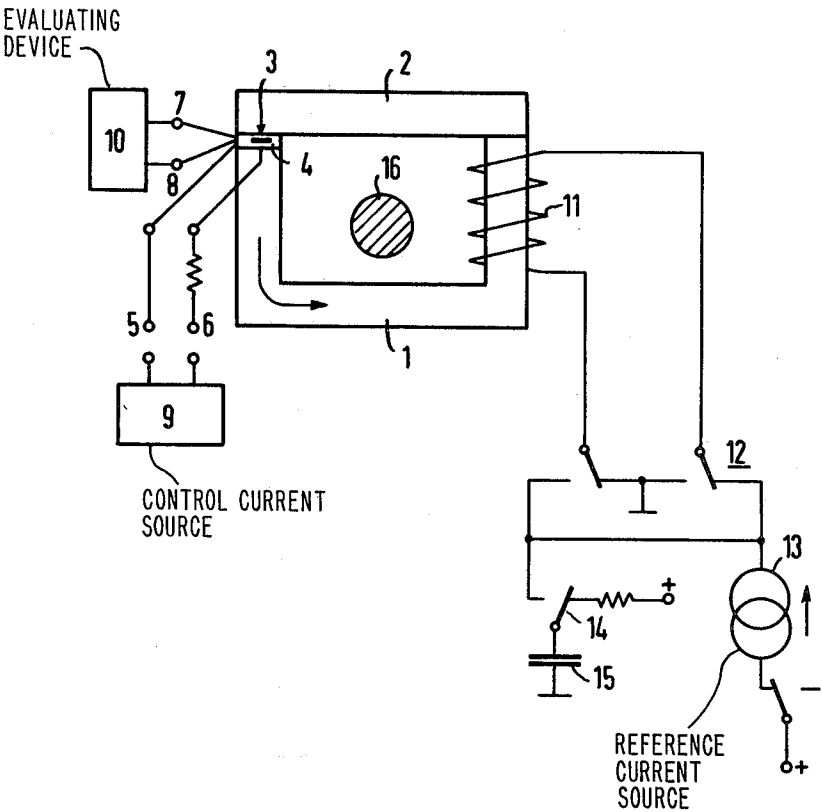 EVALUATING
DEVICE
2
3
7
10
4
8
16
11
5
6
1
9
12
CONTROL CURRENT
SOURCE
13
+
14
15
−
REFERENCE
CURRENT
SOURCE
+